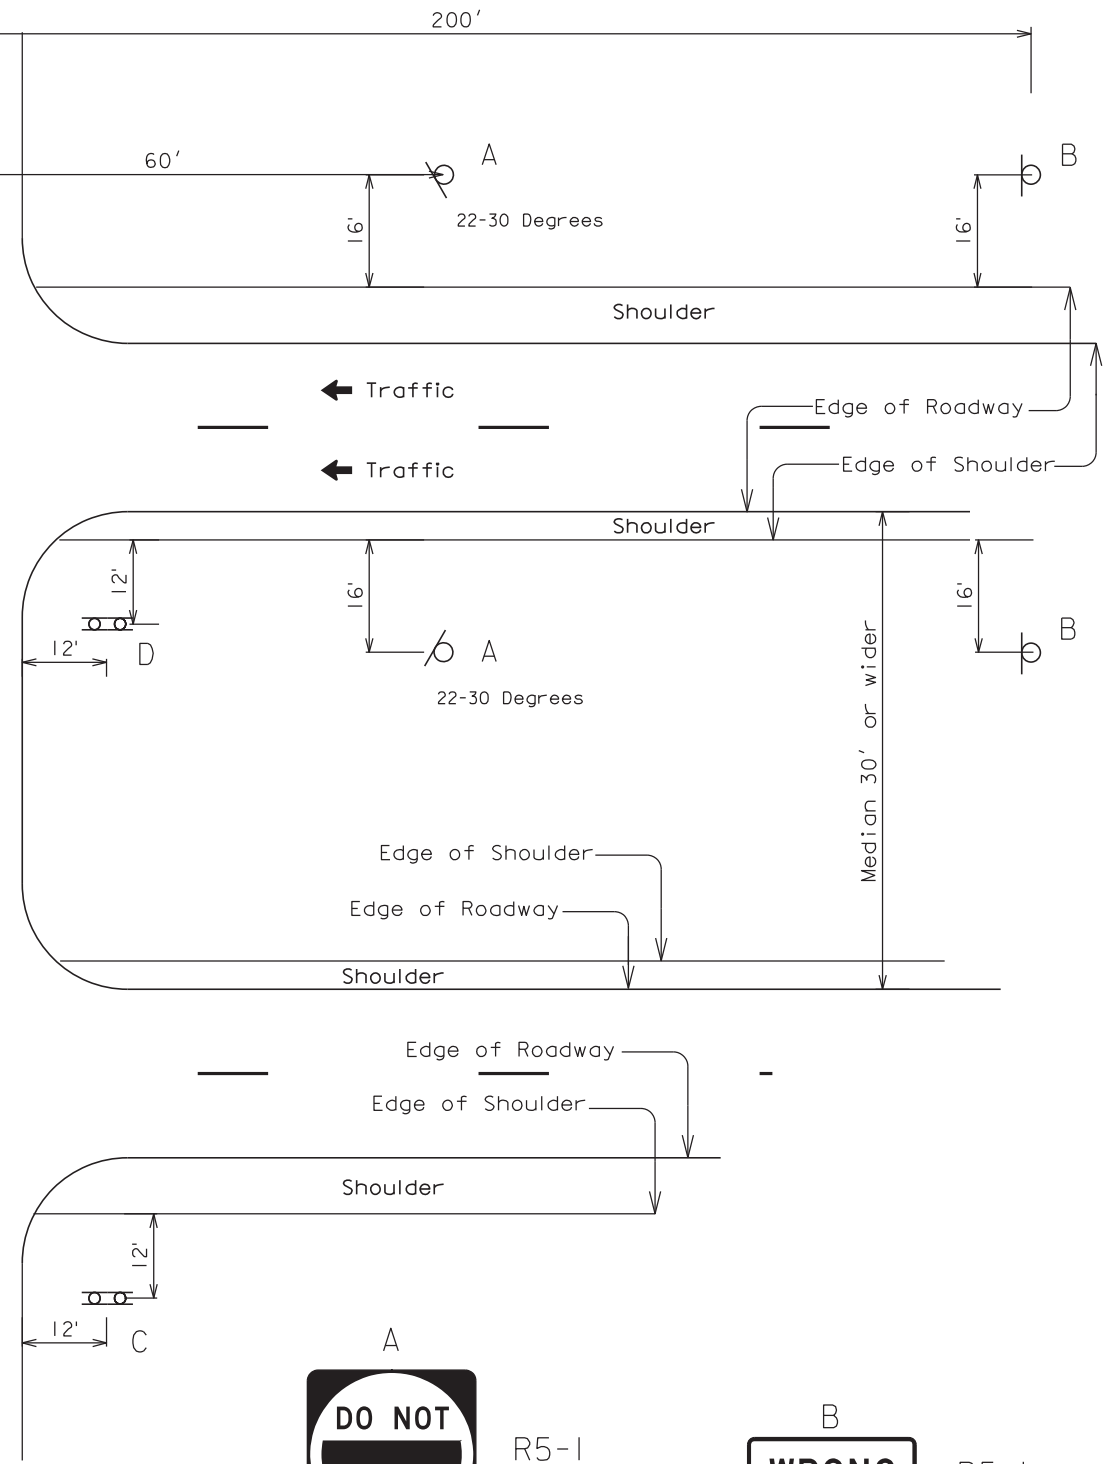 200'
60'
A
B
22-30 Degrees
16'
16'
Shoulder
Traffic
Edge of Roadway
Traffic
Edge of Shoulder
Shoulder
12'
16'
16'
12'
D
A
B
22-30 Degrees
Median 30' or wider
Edge of Shoulder
Edge of Roadway
Shoulder
Edge of Roadway
Edge of Shoulder
Shoulder
12'
12'
C
A
B
DO NOT
R5-1
WRONG